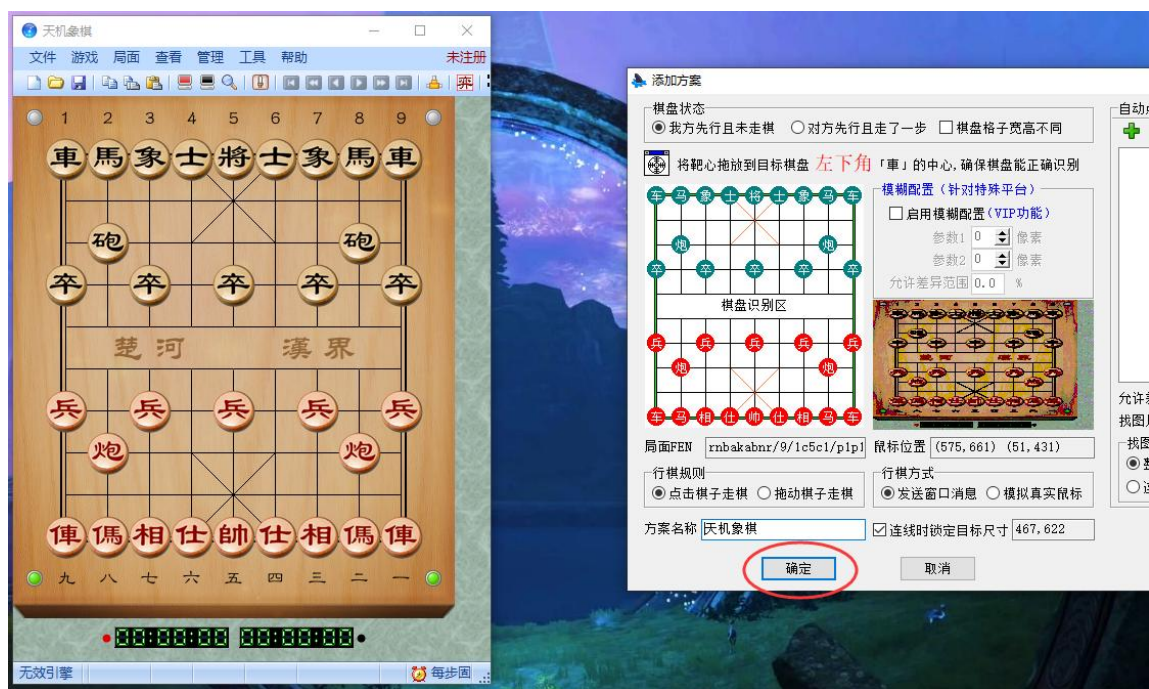 天机象棋
文件 游戏 局面 查看 管理 工具 帮助 未注册
弈
1 2 3 4 5 6 7 8 9
車 馬 象 士 將 士 象 馬 車
砲 砲
卒 卒 卒 卒 卒
楚河 漢界
兵 兵 兵 兵 兵
炮 炮
俥 傌 相 仕 帥 仕 相 傌 俥
九 八 七 六 五 四 三 二 一
无效引擎
每步固
添加方案
棋盘状态
我方先行且未走棋 对方先行且走了一步 棋盘格子宽高不同
将靶心拖放到目标棋盘 左下角 「車」的中心,确保棋盘能正确识别
车 马 象 士 将 士 象 马 车
炮 炮
卒 卒 卒 卒 卒
棋盘识别区
兵 兵 兵 兵 兵
炮 炮
车 马 相 仕 帅 仕 相 马 车
模糊配置(针对特殊平台)
启用模糊配置(VIP功能)
参数1 0 像素
参数2 0 像素
允许差异范围 0.0 %
局面FEN rnbakabnr/9/1c5c1/p1p1
鼠标位置 (575,661) (51,431)
行棋规则
点击棋子走棋 拖动棋子走棋
行棋方式
发送窗口消息 模拟真实鼠标
方案名称 天机象棋
连线时锁定目标尺寸 467,622
确定 取消
自动
允许
找图
找图